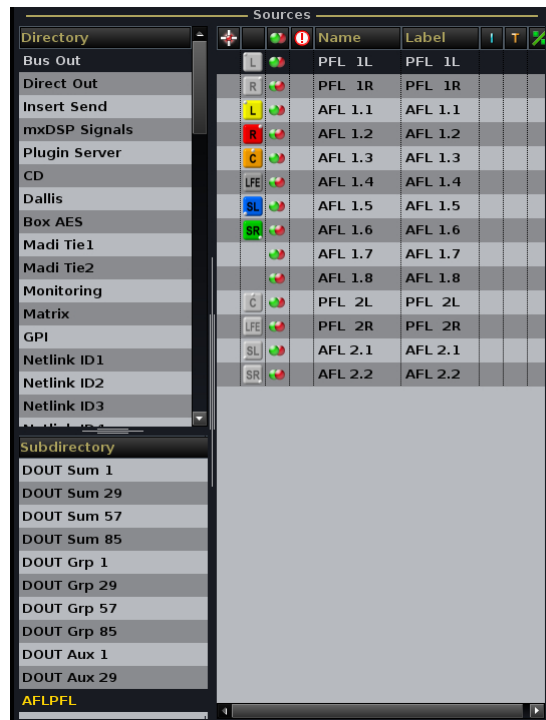 Sources
Directory
Bus Out
Direct Out
Insert Send
mxDSP Signals
Plugin Server
CD
Dallis
Box AES
Madi Tie1
Madi Tie2
Monitoring
Matrix
GPI
Netlink ID1
Netlink ID2
Netlink ID3
Subdirectory
DOUT Sum 1
DOUT Sum 29
DOUT Sum 57
DOUT Sum 85
DOUT Grp 1
DOUT Grp 29
DOUT Grp 57
DOUT Grp 85
DOUT Aux 1
DOUT Aux 29
AFLPFL
Name Label I T %
L PFL 1L PFL 1L
R PFL 1R PFL 1R
L AFL 1.1 AFL 1.1
R AFL 1.2 AFL 1.2
C AFL 1.3 AFL 1.3
LFE AFL 1.4 AFL 1.4
SL AFL 1.5 AFL 1.5
SR AFL 1.6 AFL 1.6
AFL 1.7 AFL 1.7
AFL 1.8 AFL 1.8
C PFL 2L PFL 2L
LFE PFL 2R PFL 2R
SL AFL 2.1 AFL 2.1
SR AFL 2.2 AFL 2.2